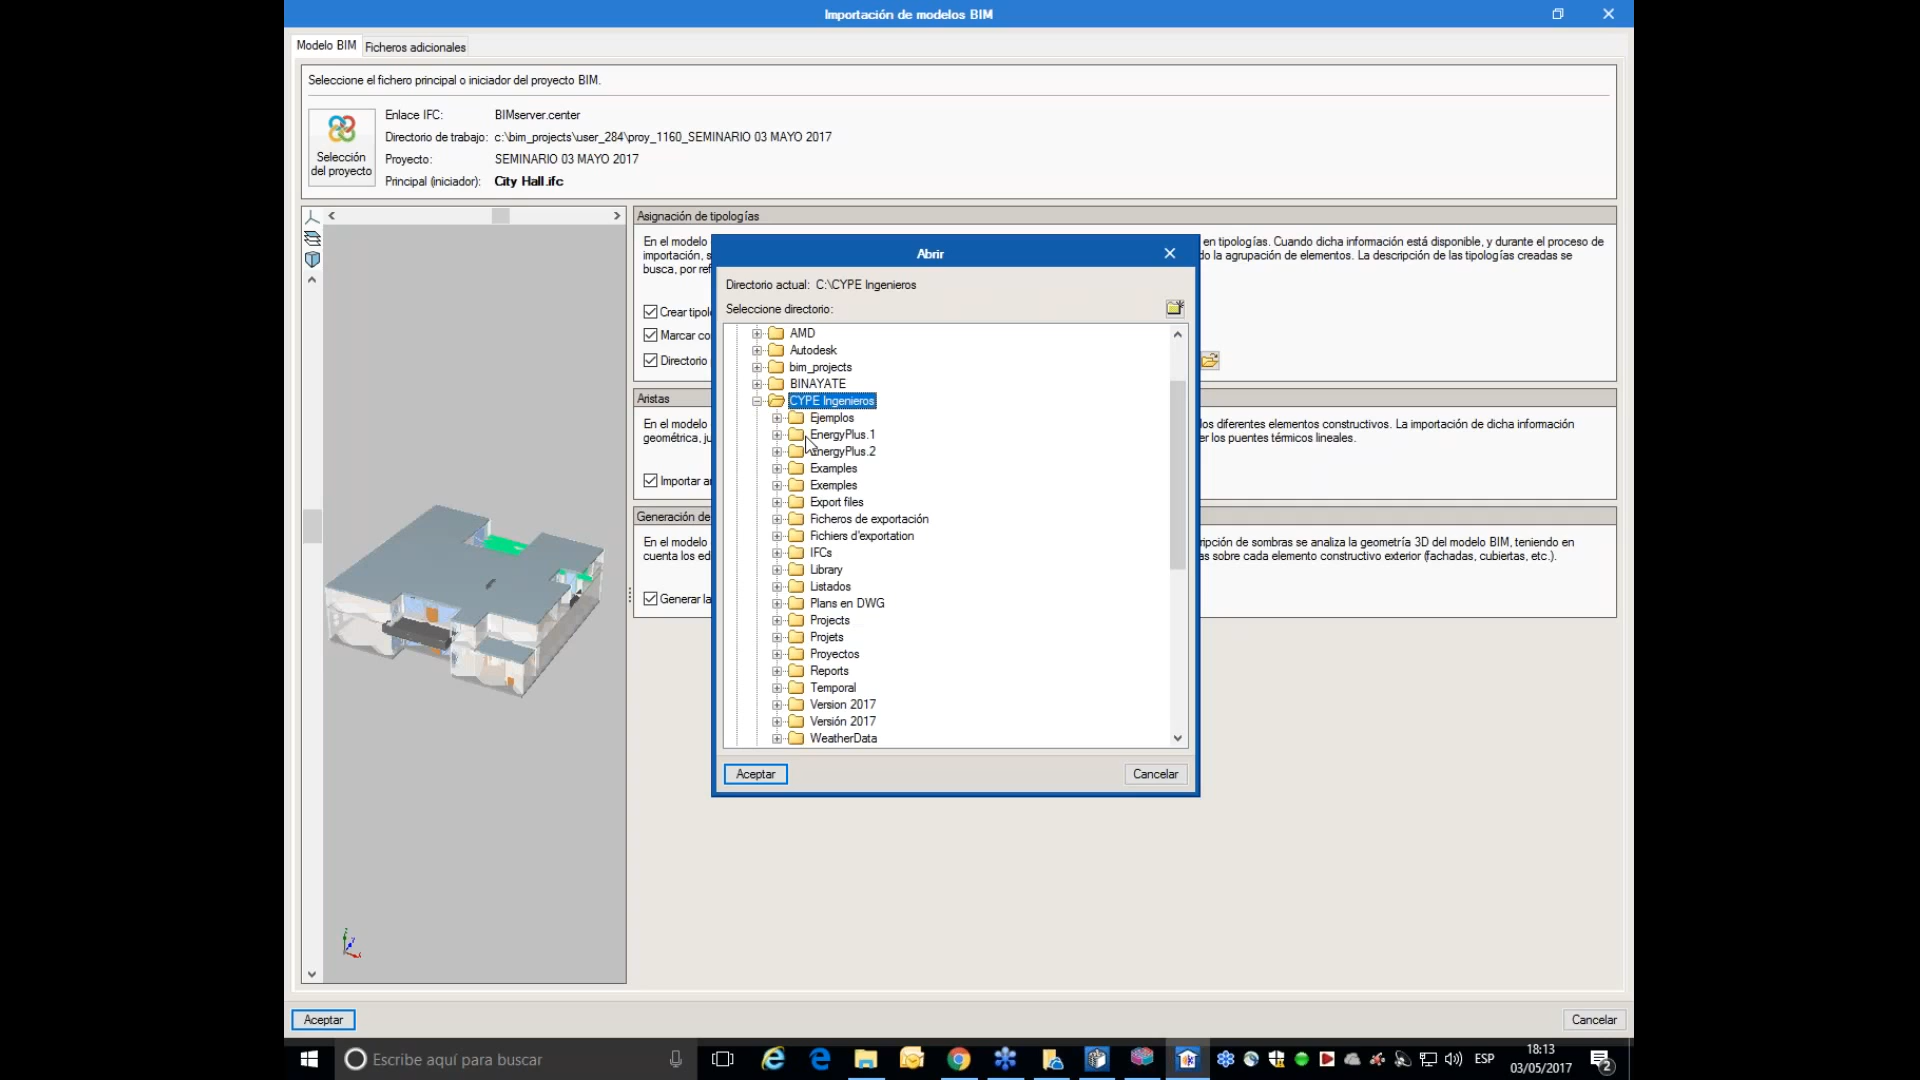 Importación de modelos BIM
Modelo BIM
Ficheros adicionales
Seleccione el fichero principal o iniciador del proyecto BIM.
Selección
del proyecto
Enlace IFC: BIMserver.center
Directorio de trabajo: c:\bim_projects\user_284\proy_1160_SEMINARIO 03 MAYO 2017
Proyecto: SEMINARIO 03 MAYO 2017
Principal (iniciador): City Hall.ifc
Asignación de tipologías
En el modelo en tipologías. Cuando dicha información está disponible, y durante el proceso de
importación, s do la agrupación de elementos. La descripción de las tipologías creadas se
busca, por ref
Crear tipol
Marcar co
Directorio
Aristas
En el modelo los diferentes elementos constructivos. La importación de dicha información
geométrica, ju er los puentes térmicos lineales.
Importar ar
Generación de
En el modelo ripción de sombras se analiza la geometría 3D del modelo BIM, teniendo en
cuenta los ed as sobre cada elemento constructivo exterior (fachadas, cubiertas, etc.).
Generar la
Abrir
Directorio actual: C:\CYPE Ingenieros
Seleccione directorio:
AMD
Autodesk
bim_projects
BINAYATE
CYPE Ingenieros
Ejemplos
EnergyPlus.1
EnergyPlus.2
Examples
Exemples
Export files
Ficheros de exportación
Fichiers d'exportation
IFCs
Library
Listados
Plans en DWG
Projects
Projets
Proyectos
Reports
Temporal
Version 2017
Versión 2017
WeatherData
Aceptar
Cancelar
Aceptar
Cancelar
Escribe aquí para buscar
ESP
18:13
03/05/2017
2